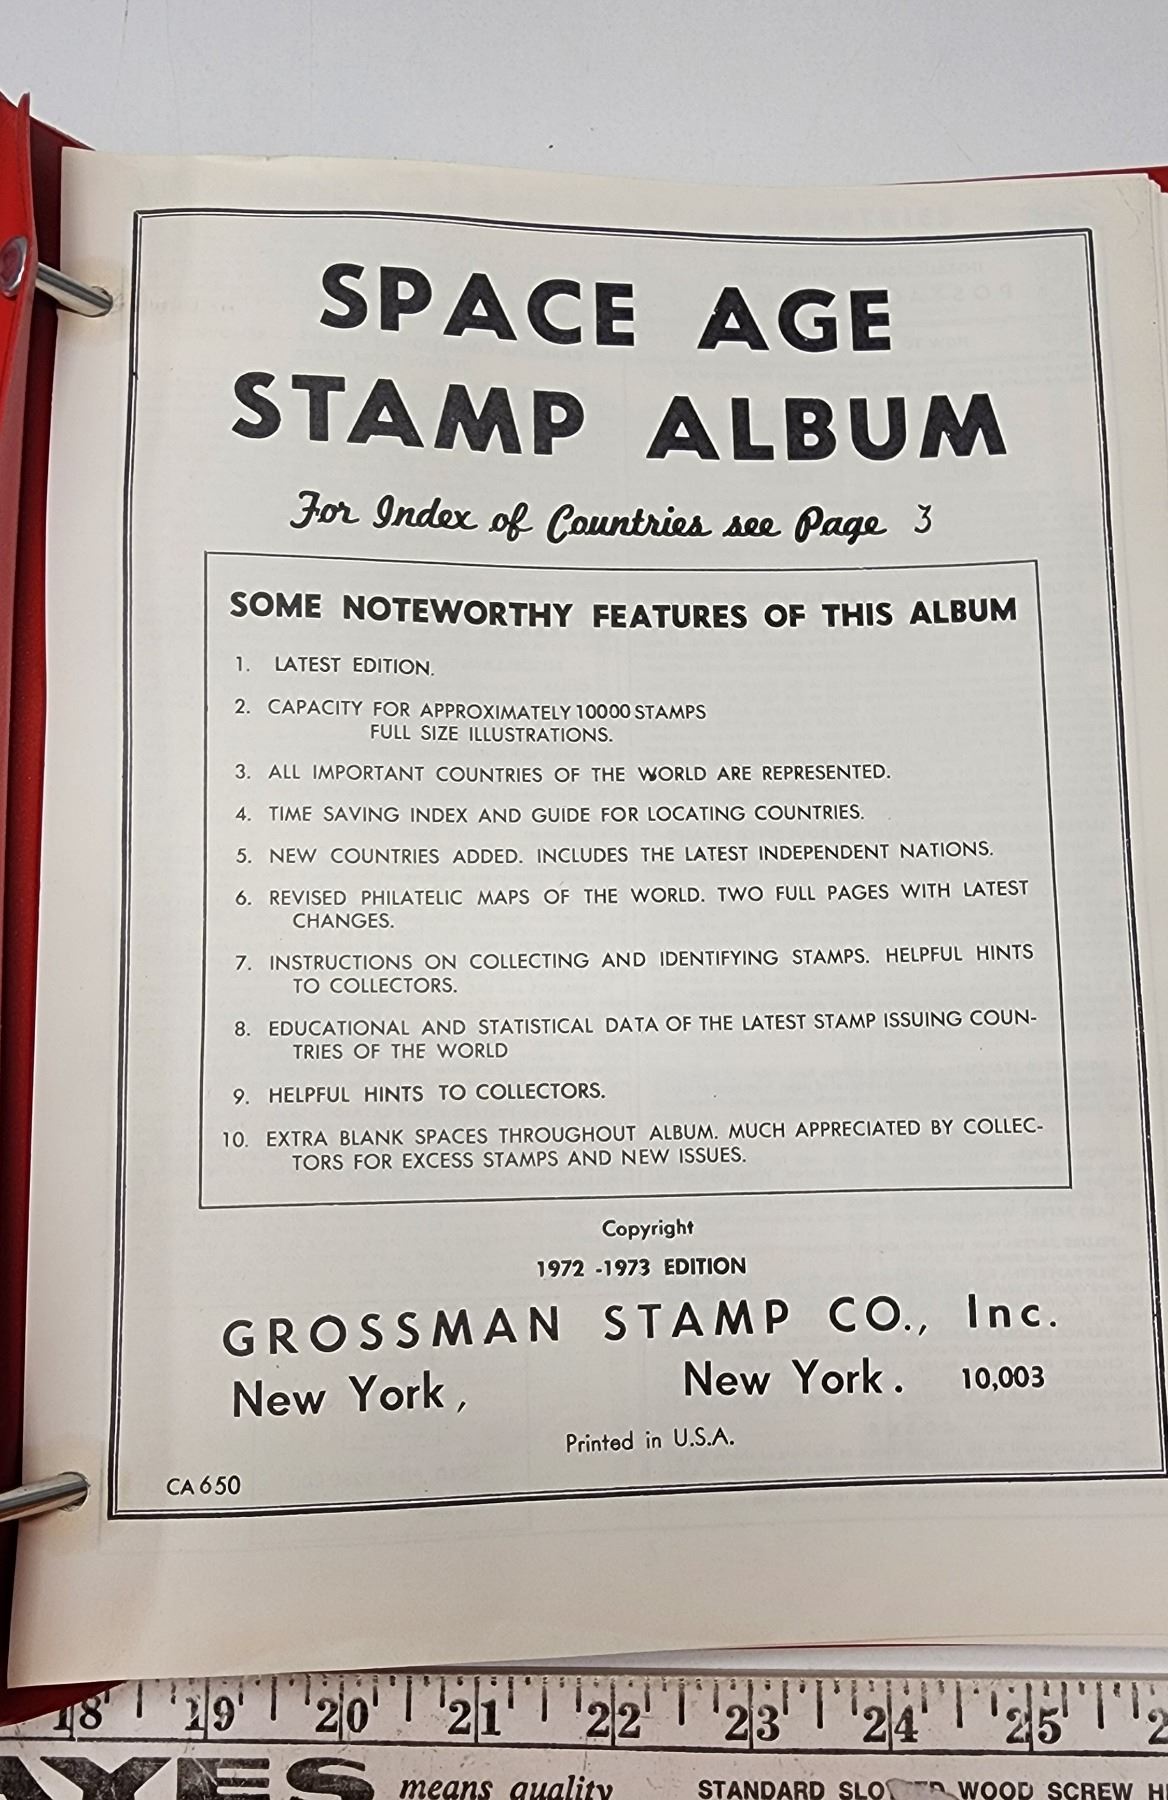 SPACE AGE
STAMP ALBUM
For Index of Countries see Page 3
SOME NOTEWORTHY FEATURES OF THIS ALBUM
1. LATEST EDITION.
2. CAPACITY FOR APPROXIMATELY 10000 STAMPS
FULL SIZE ILLUSTRATIONS.
3. ALL IMPORTANT COUNTRIES OF THE WORLD ARE REPRESENTED.
4. TIME SAVING INDEX AND GUIDE FOR LOCATING COUNTRIES.
5. NEW COUNTRIES ADDED. INCLUDES THE LATEST INDEPENDENT NATIONS.
6. REVISED PHILATELIC MAPS OF THE WORLD. TWO FULL PAGES WITH LATEST
CHANGES.
7. INSTRUCTIONS ON COLLECTING AND IDENTIFYING STAMPS. HELPFUL HINTS
TO COLLECTORS.
8. EDUCATIONAL AND STATISTICAL DATA OF THE LATEST STAMP ISSUING COUN-
TRIES OF THE WORLD
9. HELPFUL HINTS TO COLLECTORS.
10. EXTRA BLANK SPACES THROUGHOUT ALBUM. MUCH APPRECIATED BY COLLEC-
TORS FOR EXCESS STAMPS AND NEW ISSUES.
Copyright
1972 -1973 EDITION
GROSSMAN STAMP CO., Inc.
New York, New York. 10,003
Printed in U.S.A.
CA650
18 19 20 21 22 23 24 25
means quality STANDARD WOOD SCREW